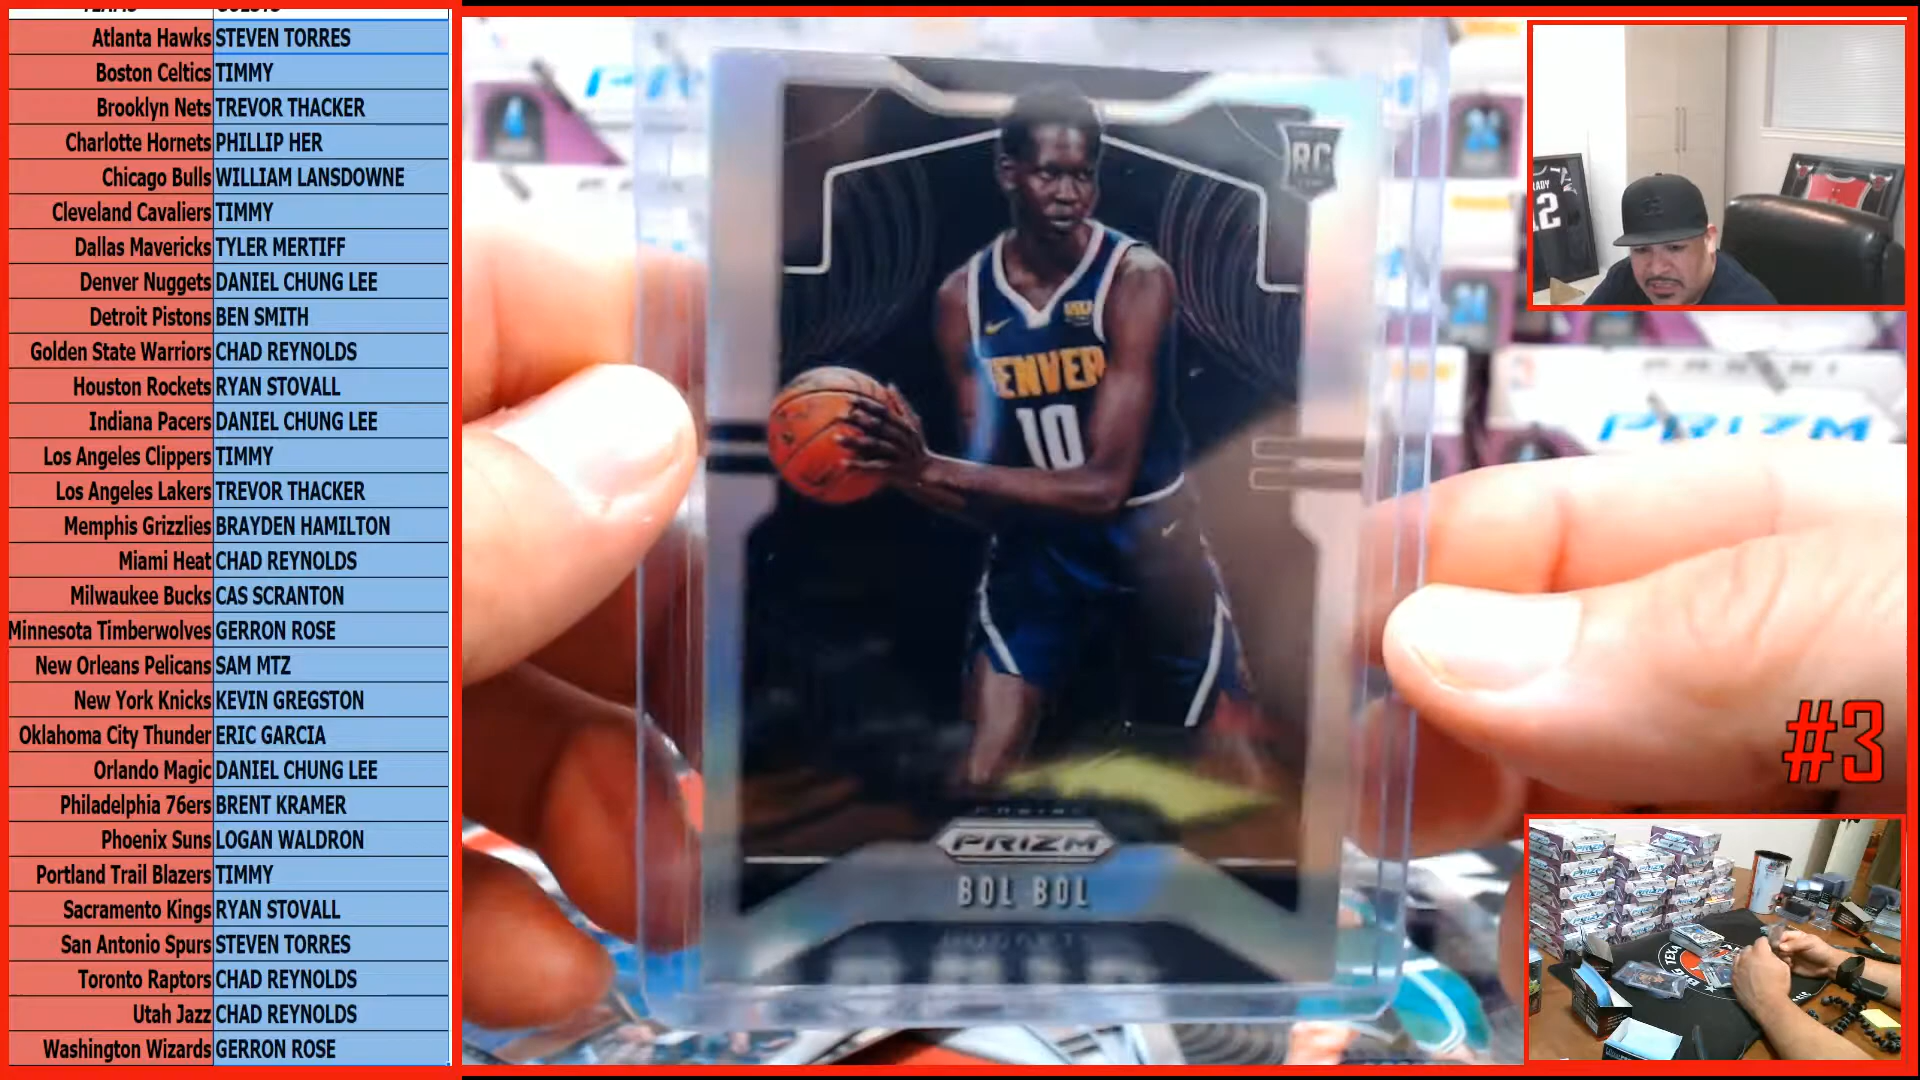 Atlanta Hawks STEVEN TORRES
Boston Celtics TIMMY
Brooklyn Nets TREVOR THACKER
Charlotte Hornets PHILLIP HER
Chicago Bulls WILLIAM LANSDOWNE
Cleveland Cavaliers TIMMY
Dallas Mavericks TYLER MERTIFF
Denver Nuggets DANIEL CHUNG LEE
Detroit Pistons BEN SMITH
Golden State Warriors CHAD REYNOLDS
Houston Rockets RYAN STOVALL
Indiana Pacers DANIEL CHUNG LEE
Los Angeles Clippers TIMMY
Los Angeles Lakers TREVOR THACKER
Memphis Grizzlies BRAYDEN HAMILTON
Miami Heat CHAD REYNOLDS
Milwaukee Bucks CAS SCRANTON
Minnesota Timberwolves GERRON ROSE
New Orleans Pelicans SAM MTZ
New York Knicks KEVIN GREGSTON
Oklahoma City Thunder ERIC GARCIA
Orlando Magic DANIEL CHUNG LEE
Philadelphia 76ers BRENT KRAMER
Phoenix Suns LOGAN WALDRON
Portland Trail Blazers TIMMY
Sacramento Kings RYAN STOVALL
San Antonio Spurs STEVEN TORRES
Toronto Raptors CHAD REYNOLDS
Utah Jazz CHAD REYNOLDS
Washington Wizards GERRON ROSE
RC
DENVER
10
PANINI
PRIZM
BOL BOL
PANINI
PRIZM
12
#3